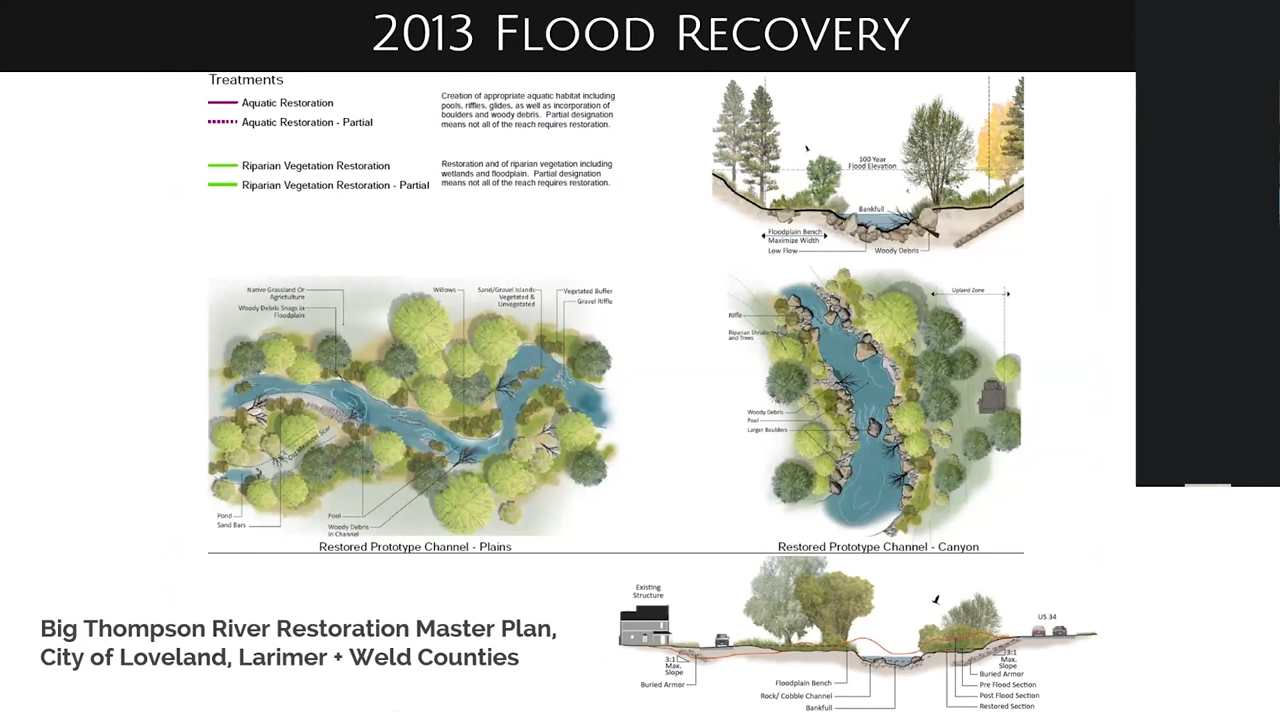 2013 Flood Recovery
Treatments
Aquatic Restoration
Aquatic Restoration - Partial
Creation of appropriate aquatic habitat including
pools, riffles, glides, as well as incorporation of
boulders and woody debris. Partial designation
means not all of the reach requires restoration.
Riparian Vegetation Restoration
Riparian Vegetation Restoration - Partial
Restoration and of riparian vegetation including
wetlands and floodplain. Partial designation
means not all of the reach requires restoration.
100 Year
Flood Elevation
Bankfull
Floodplain Bench
Maximize Width
Low Flow
Woody Debris
Native Grassland Or
Agriculture
Woody Debris Snags in
Floodplain
Willows
Sand/Gravel Islands
Vegetated &
Unvegetated
Vegetated Buffer
Gravel Riffle
Old Meander Scar
Pond
Sand Bars
Pool
Woody Debris
in Channel
Restored Prototype Channel - Plains
Upland Zone
Riffle
Riparian Shrubs
and Trees
Woody Debris
Pool
Larger Boulders
Restored Prototype Channel - Canyon
Big Thompson River Restoration Master Plan,
City of Loveland, Larimer + Weld Counties
Existing
Structure
US 34
3:1
Max.
Slope
Buried Armor
Floodplain Bench
Rock/ Cobble Channel
Bankfull
3:1
Max.
Slope
Buried Armor
Pre Flood Section
Post Flood Section
Restored Section